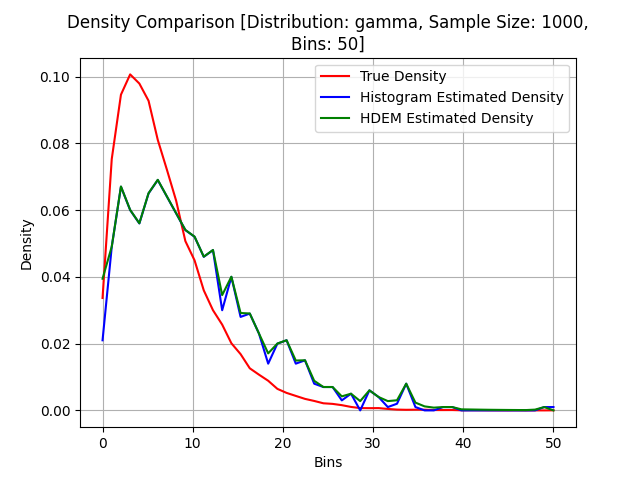 Density Comparison [Distribution: gamma, Sample Size: 1000,
Bins: 50]
True Density
Histogram Estimated Density
HDEM Estimated Density
Density
0.10
0.08
0.06
0.04
0.02
0.00
0 10 20 30 40 50
Bins